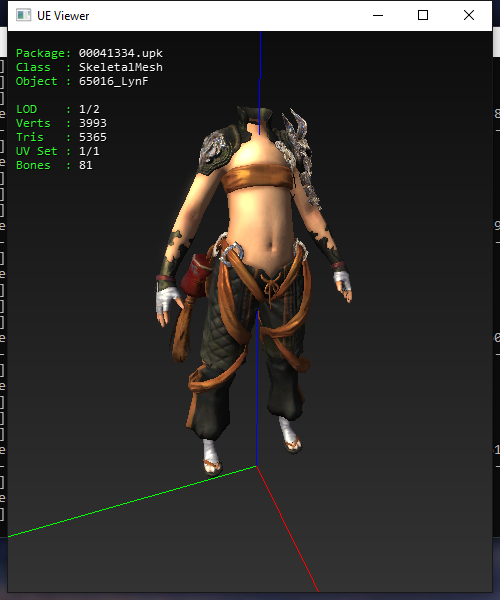 UE Viewer
Package: 00041334.upk
Class : SkeletalMesh
Object : 65016_LynF
LOD : 1/2
Verts : 3993
Tris : 5365
UV Set : 1/1
Bones : 81